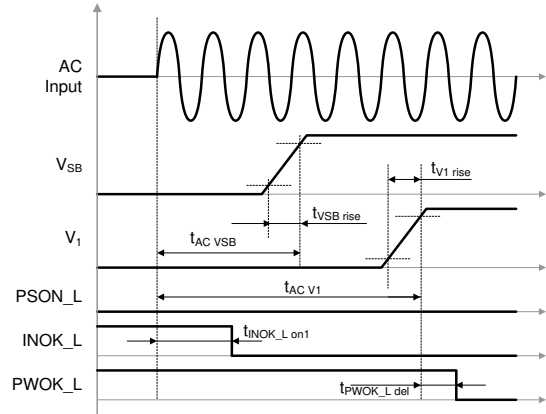 AC
Input
VSB
tV1 rise
tVSB rise
V1
tAC VSB
PSON_L
tAC V1
INOK_L
tINOK_L on1
PWOK_L
tPWOK_L del